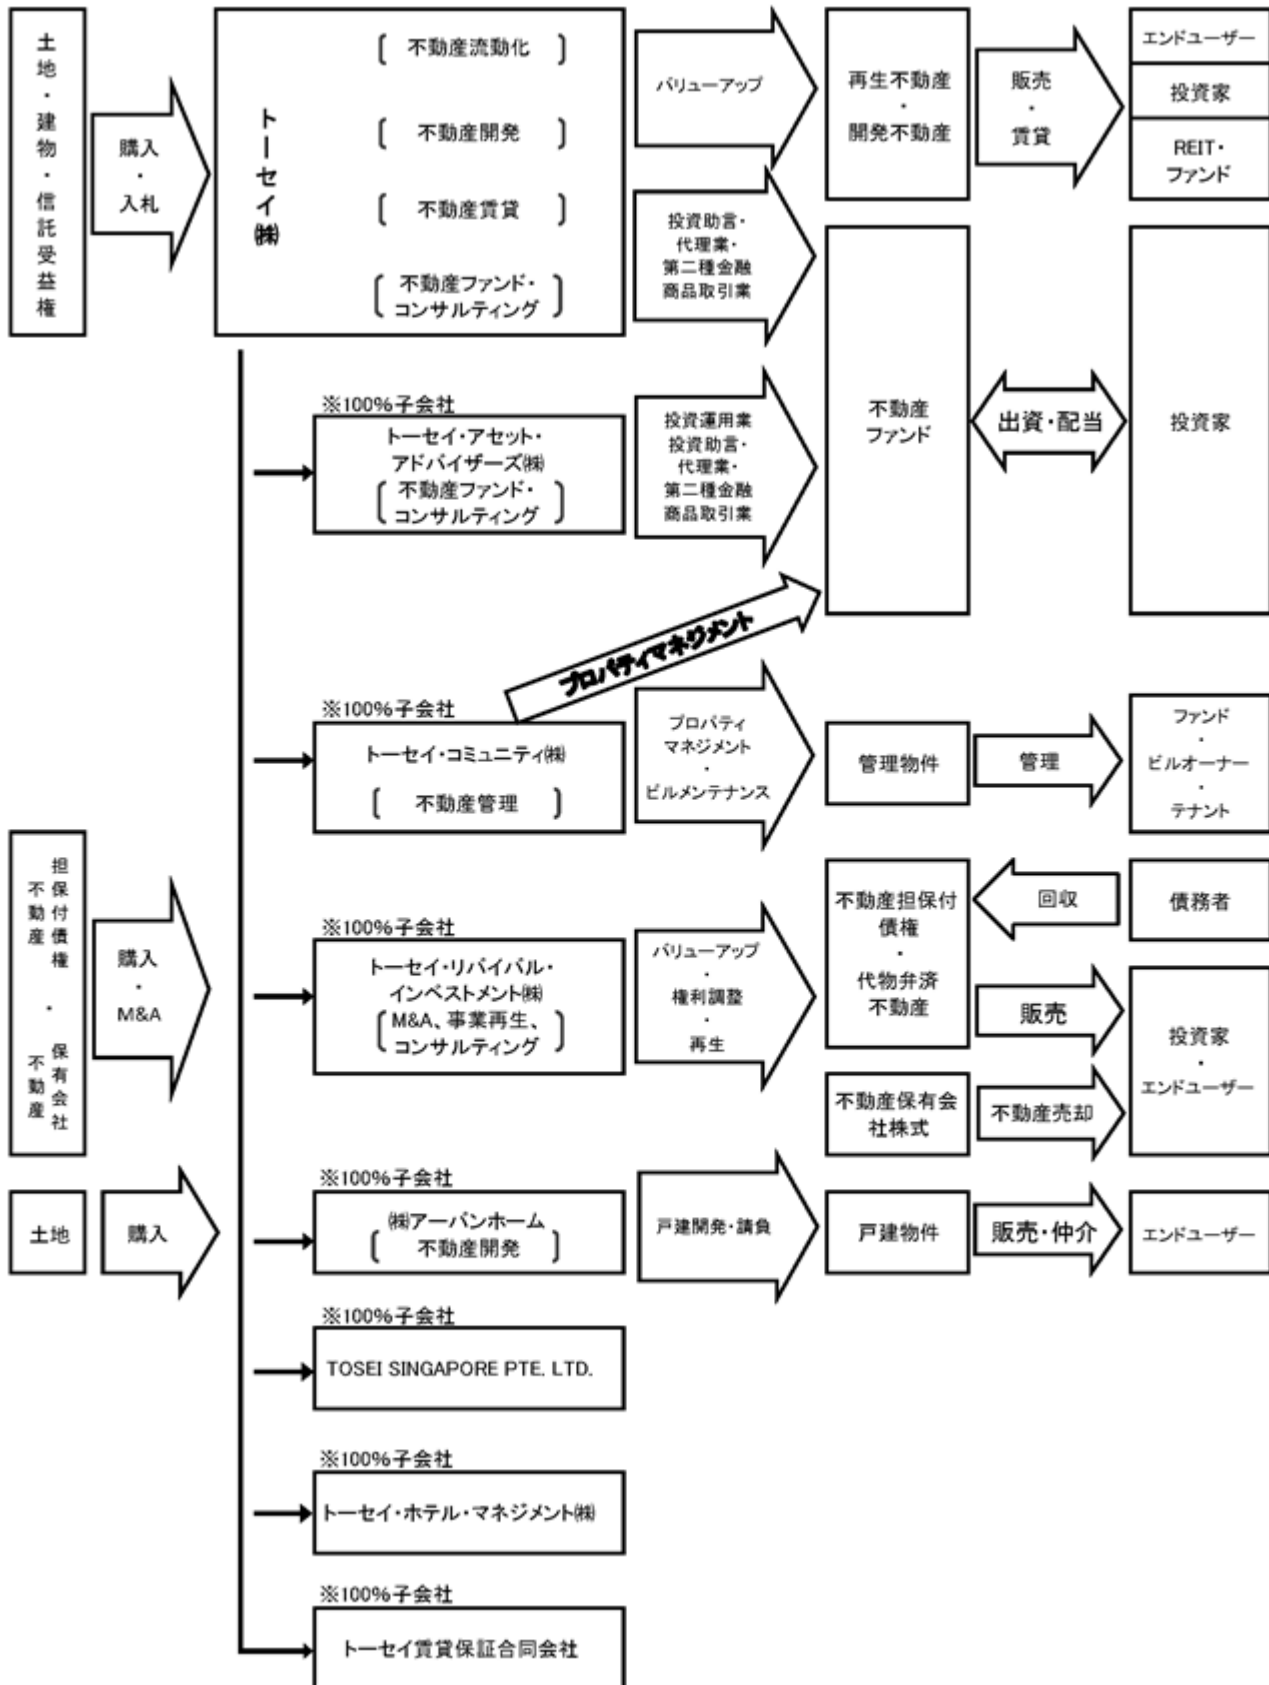 土地・建物・信託受益権
購入
・
入札
トーセイ㈱
〔 不動産流動化 〕
〔 不動産開発 〕
〔 不動産賃貸 〕
〔 不動産ファンド・
コンサルティング 〕
バリューアップ
再生不動産
・
開発不動産
販売
・
賃貸
エンドユーザー
投資家
REIT・
ファンド
投資助言・
代理業・
第二種金融
商品取引業
不動産
ファンド
出資・配当
投資家
※100%子会社
トーセイ・アセット・
アドバイザーズ㈱
〔 不動産ファンド・
コンサルティング 〕
投資運用業
投資助言・
代理業・
第二種金融
商品取引業
プロパティマネジメント
※100%子会社
トーセイ・コミュニティ㈱
〔 不動産管理 〕
プロパティ
マネジメント
・
ビルメンテナンス
管理物件
管理
ファンド
・
ビルオーナー
・
テナント
不動産担保付債権・不動産保有会社
購入
・
M&A
※100%子会社
トーセイ・リバイバル・
インベストメント㈱
〔 M&A、事業再生、
コンサルティング 〕
バリューアップ
・
権利調整
・
再生
不動産担保付
債権
・
代物弁済
不動産
回収
債務者
販売
投資家
・
エンドユーザー
不動産保有会
社株式
不動産売却
土地
購入
※100%子会社
㈱アーバンホーム
〔 不動産開発 〕
戸建開発・請負
戸建物件
販売・仲介
エンドユーザー
※100%子会社
TOSEI SINGAPORE PTE. LTD.
※100%子会社
トーセイ・ホテル・マネジメント㈱
※100%子会社
トーセイ賃貸保証合同会社